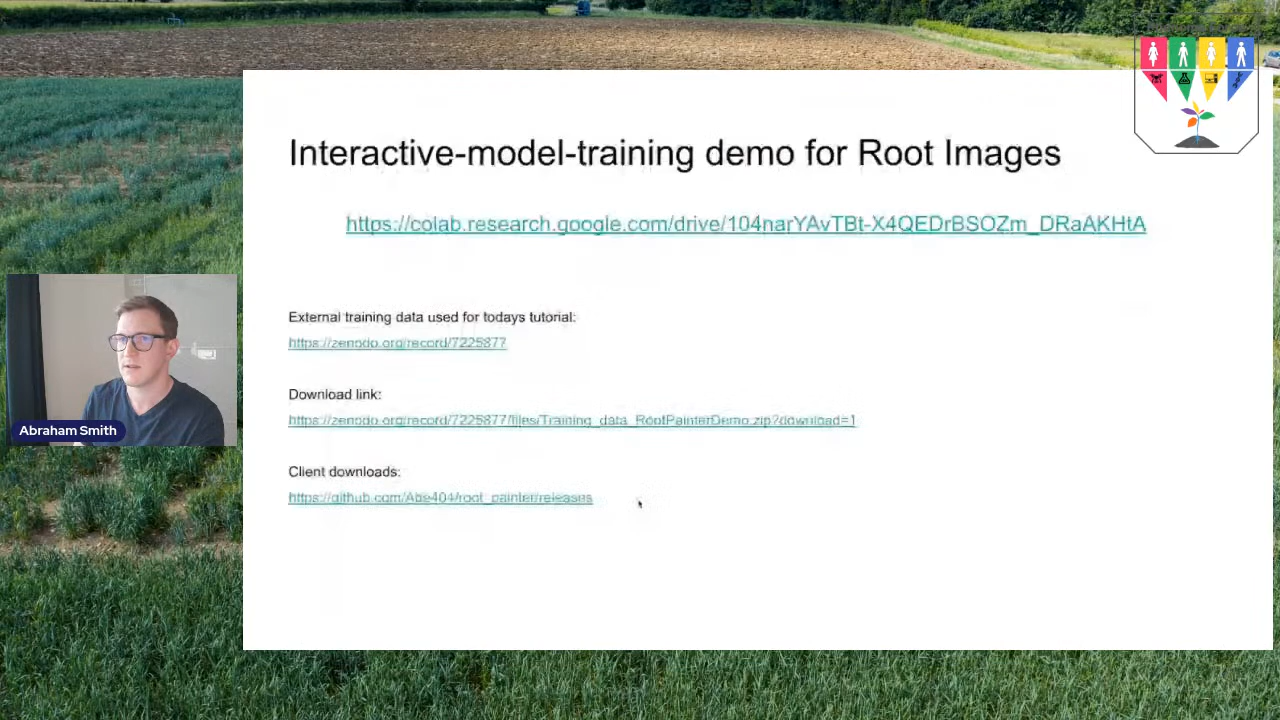 Interactive-model-training demo for Root Images
https://colab.research.google.com/drive/104narYAvTBt-X4QEDrBSOZm_DRaAKHtA
External training data used for todays tutorial:
https://zenodo.org/record/7225877
Download link:
https://zenodo.org/record/7225877/files/Training_data_RootPainterDemo.zip?download=1
Abraham Smith
Client downloads:
https://github.com/Abe404/root_painter/releases